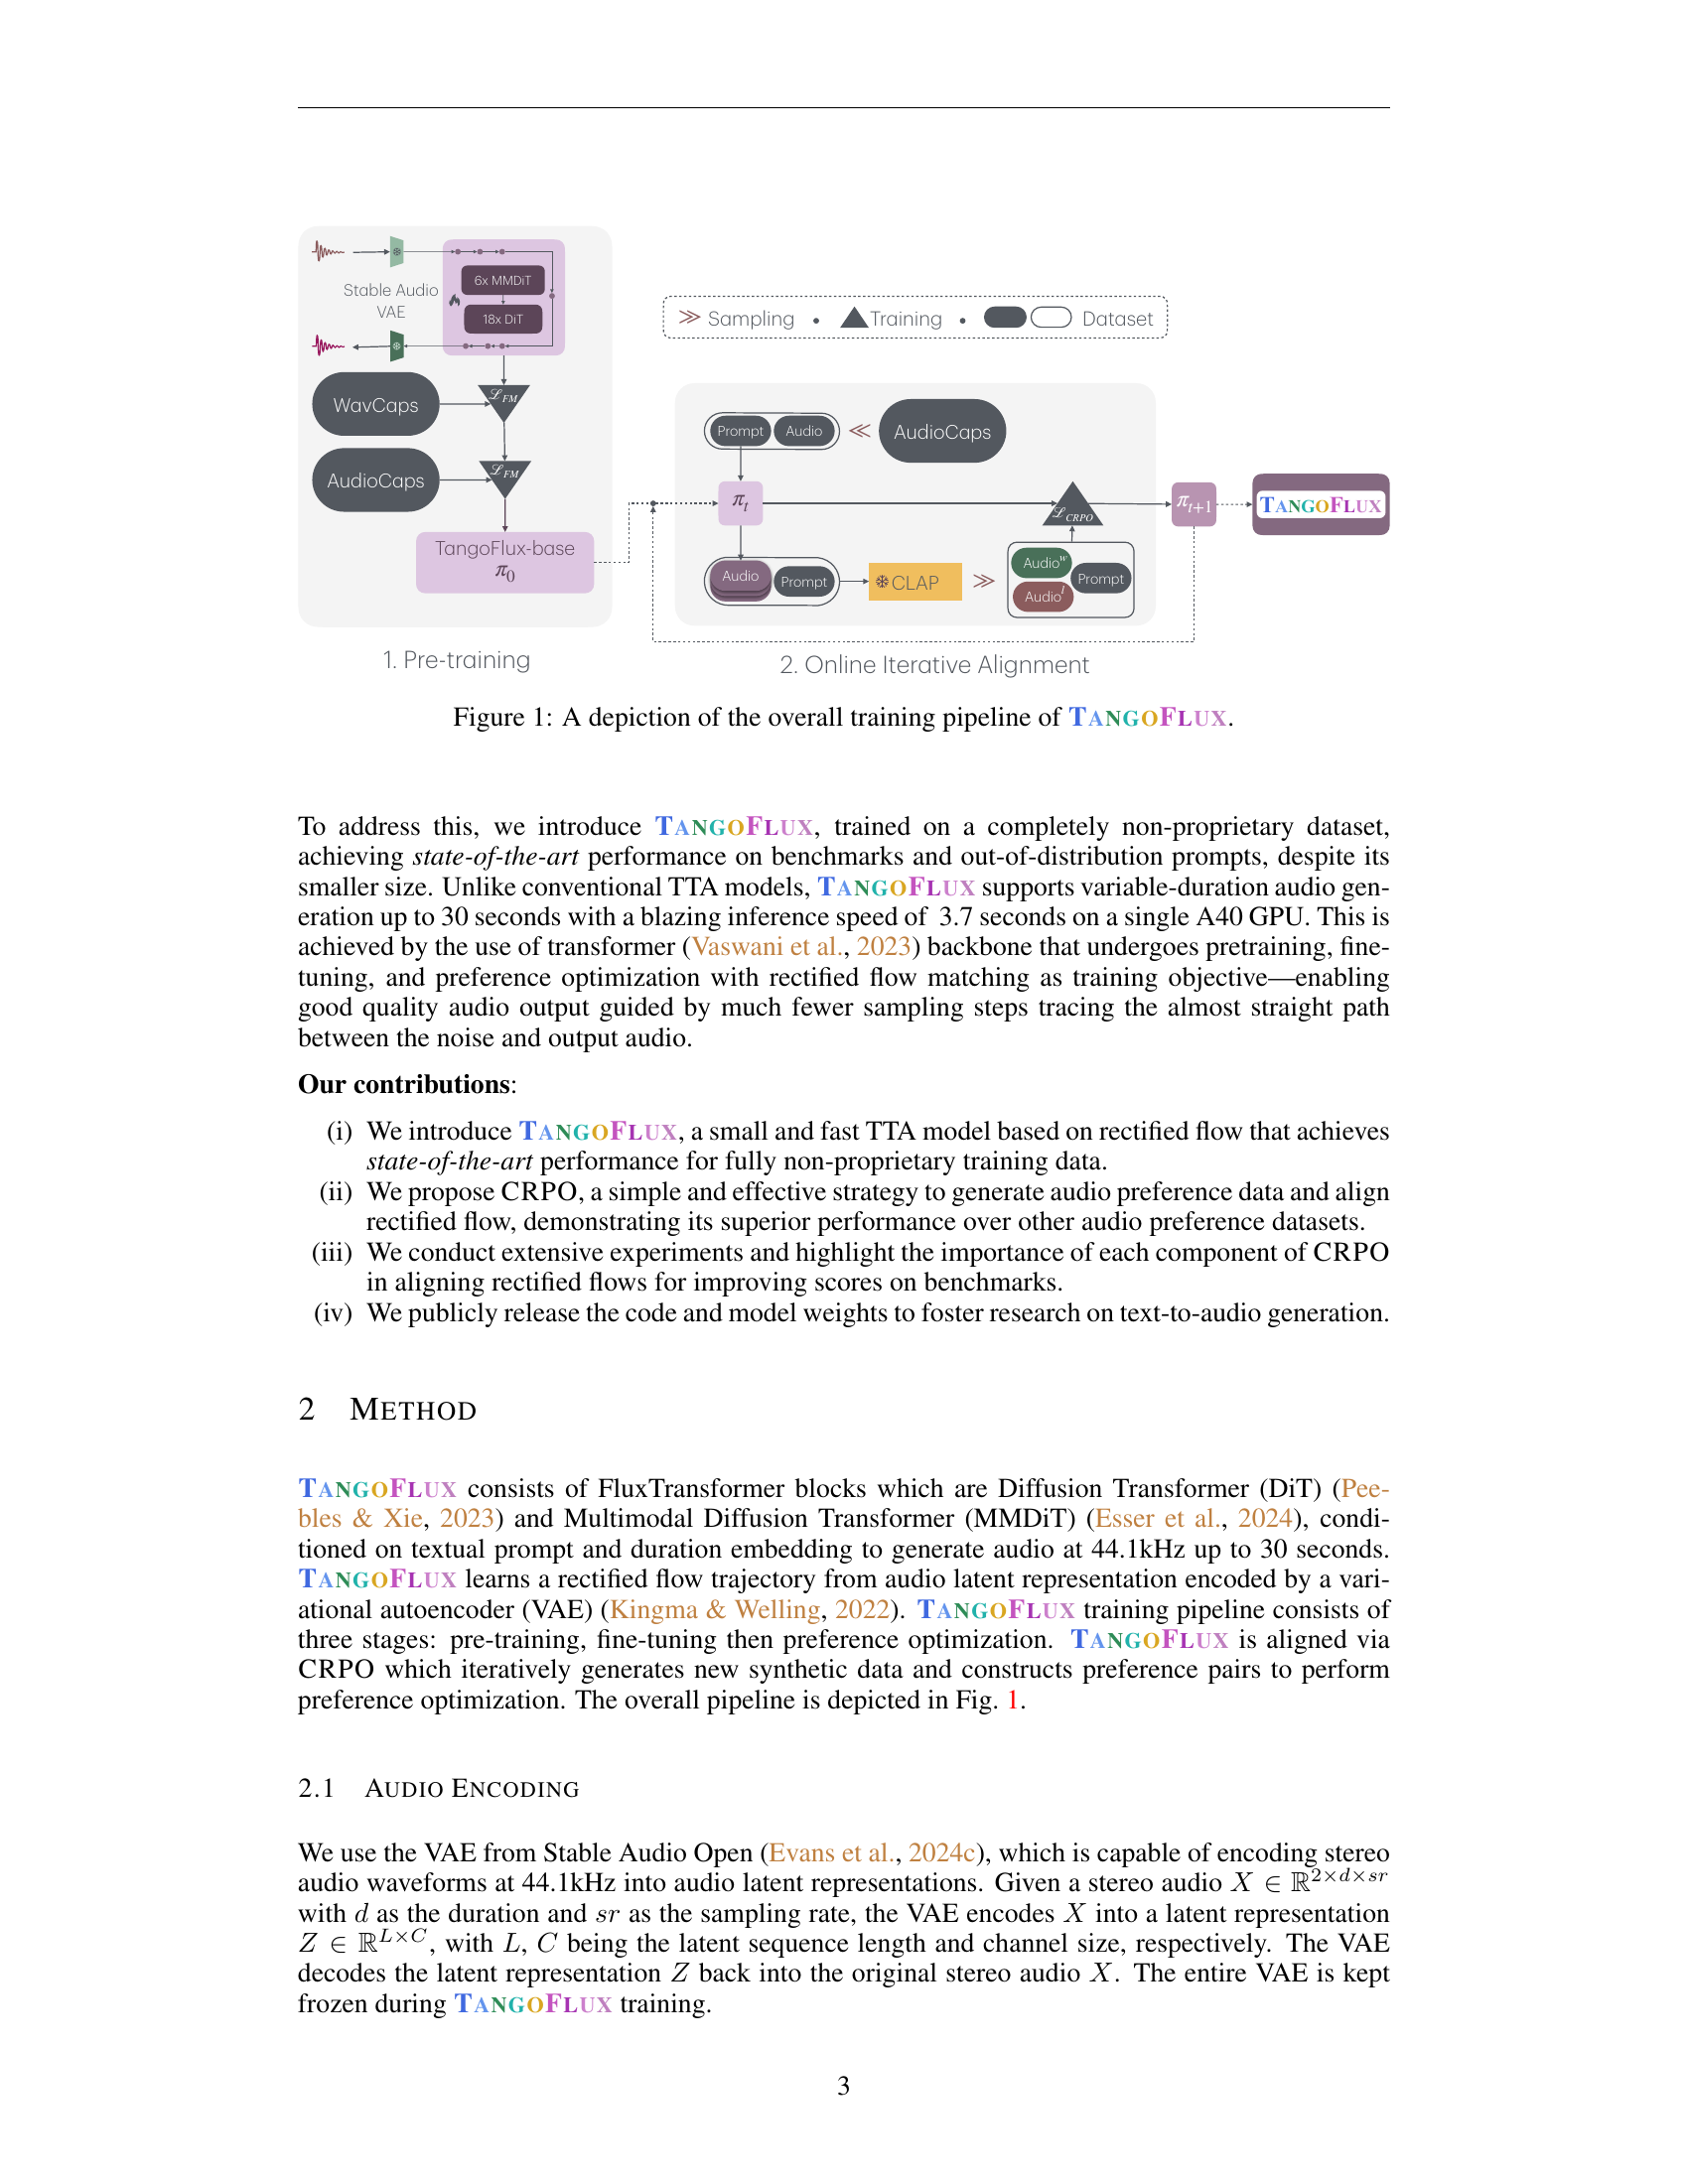 Stable Audio
VAE
6x MMDiT
18x DiT
WavCaps
ℒFM
AudioCaps
ℒFM
TangoFlux-base
π0
1. Pre-training
≫ Sampling • Training • Dataset
Prompt Audio ≪ AudioCaps
πt
ℒCRPO
πt+1
TANGOFLUX
Audio Prompt
CLAP ≫
Audio^w
Audio^l
Prompt
2. Online Iterative Alignment
Figure 1: A depiction of the overall training pipeline of TANGOFLUX.
To address this, we introduce TANGOFLUX, trained on a completely non-proprietary dataset,
achieving state-of-the-art performance on benchmarks and out-of-distribution prompts, despite its
smaller size. Unlike conventional TTA models, TANGOFLUX supports variable-duration audio gen-
eration up to 30 seconds with a blazing inference speed of 3.7 seconds on a single A40 GPU. This is
achieved by the use of transformer (Vaswani et al., 2023) backbone that undergoes pretraining, fine-
tuning, and preference optimization with rectified flow matching as training objective—enabling
good quality audio output guided by much fewer sampling steps tracing the almost straight path
between the noise and output audio.
Our contributions:
(i) We introduce TANGOFLUX, a small and fast TTA model based on rectified flow that achieves
state-of-the-art performance for fully non-proprietary training data.
(ii) We propose CRPO, a simple and effective strategy to generate audio preference data and align
rectified flow, demonstrating its superior performance over other audio preference datasets.
(iii) We conduct extensive experiments and highlight the importance of each component of CRPO
in aligning rectified flows for improving scores on benchmarks.
(iv) We publicly release the code and model weights to foster research on text-to-audio generation.
2 METHOD
TANGOFLUX consists of FluxTransformer blocks which are Diffusion Transformer (DiT) (Pee-
bles & Xie, 2023) and Multimodal Diffusion Transformer (MMDiT) (Esser et al., 2024), condi-
tioned on textual prompt and duration embedding to generate audio at 44.1kHz up to 30 seconds.
TANGOFLUX learns a rectified flow trajectory from audio latent representation encoded by a vari-
ational autoencoder (VAE) (Kingma & Welling, 2022). TANGOFLUX training pipeline consists of
three stages: pre-training, fine-tuning then preference optimization. TANGOFLUX is aligned via
CRPO which iteratively generates new synthetic data and constructs preference pairs to perform
preference optimization. The overall pipeline is depicted in Fig. 1.
2.1 AUDIO ENCODING
We use the VAE from Stable Audio Open (Evans et al., 2024c), which is capable of encoding stereo
audio waveforms at 44.1kHz into audio latent representations. Given a stereo audio X ∈ ℝ^{2×d×sr}
with d as the duration and sr as the sampling rate, the VAE encodes X into a latent representation
Z ∈ ℝ^{L×C}, with L, C being the latent sequence length and channel size, respectively. The VAE
decodes the latent representation Z back into the original stereo audio X. The entire VAE is kept
frozen during TANGOFLUX training.
3